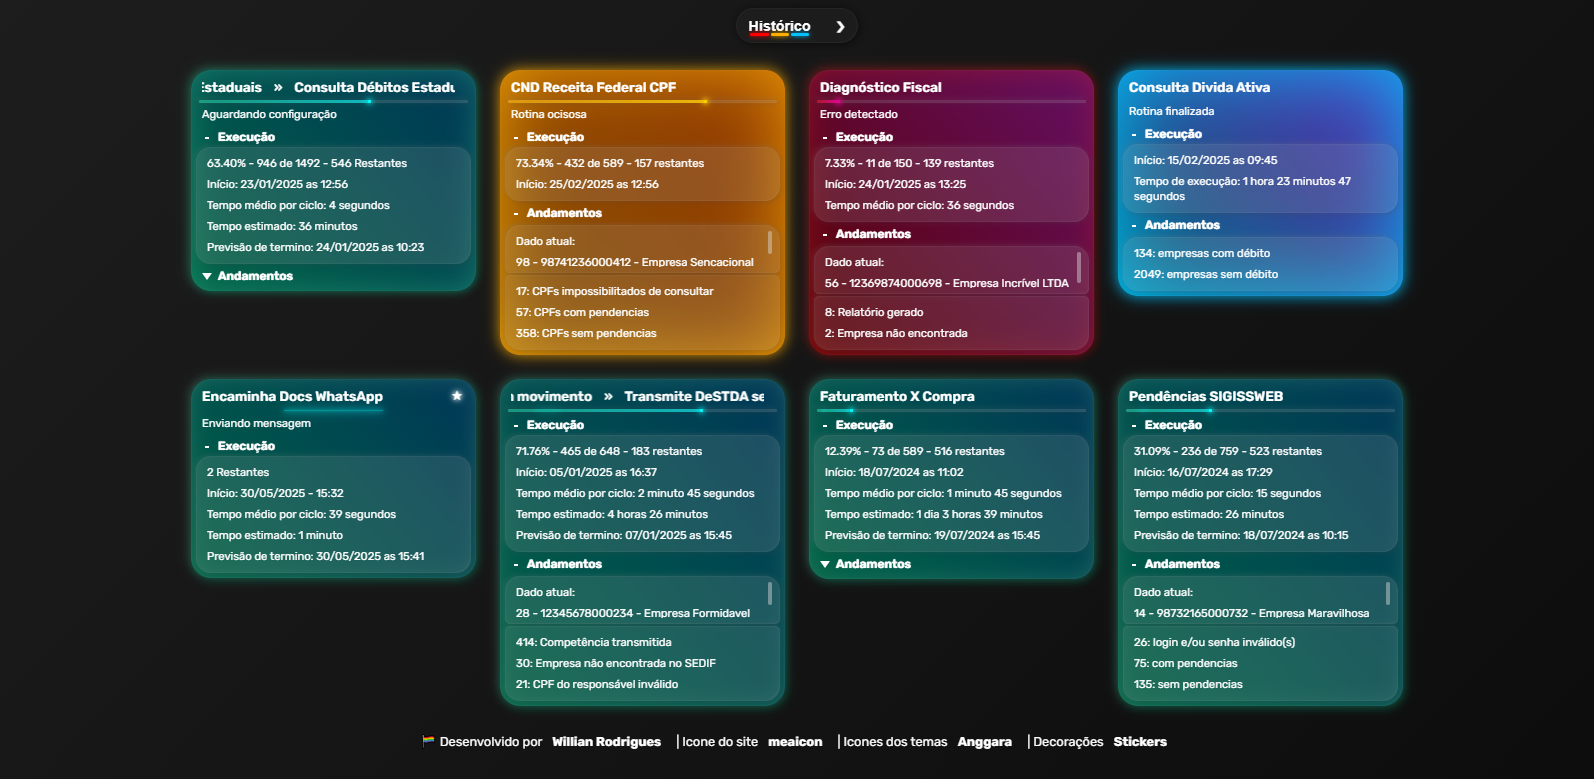 Histórico
Estaduais » Consulta Débitos Estadu
Aguardando configuração
- Execução
63.40% - 946 de 1492 - 546 Restantes
Início: 23/01/2025 as 12:56
Tempo médio por ciclo: 4 segundos
Tempo estimado: 36 minutos
Previsão de termino: 24/01/2025 as 10:23
Andamentos
CND Receita Federal CPF
Rotina ociosa
- Execução
73.34% - 432 de 589 - 157 restantes
Início: 25/02/2025 as 12:56
- Andamentos
Dado atual:
98 - 98741236000412 - Empresa Sencacional
17: CPFs impossibilitados de consultar
57: CPFs com pendencias
358: CPFs sem pendencias
Diagnóstico Fiscal
Erro detectado
- Execução
7.33% - 11 de 150 - 139 restantes
Início: 24/01/2025 as 13:25
Tempo médio por ciclo: 36 segundos
- Andamentos
Dado atual:
56 - 12369874000698 - Empresa Incrível LTDA
8: Relatório gerado
2: Empresa não encontrada
Consulta Divida Ativa
Rotina finalizada
- Execução
Início: 15/02/2025 as 09:45
Tempo de execução: 1 hora 23 minutos 47
segundos
- Andamentos
134: empresas com débito
2049: empresas sem débito
Encaminha Docs WhatsApp
Enviando mensagem
- Execução
2 Restantes
Início: 30/05/2025 - 15:32
Tempo médio por ciclo: 39 segundos
Tempo estimado: 1 minuto
Previsão de termino: 30/05/2025 as 15:41
movimento » Transmite DeSTDA se
- Execução
71.76% - 465 de 648 - 183 restantes
Início: 05/01/2025 as 16:37
Tempo médio por ciclo: 2 minuto 45 segundos
Tempo estimado: 4 horas 26 minutos
Previsão de termino: 07/01/2025 as 15:45
- Andamentos
Dado atual:
28 - 12345678000234 - Empresa Formidavel
414: Competência transmitida
30: Empresa não encontrada no SEDIF
21: CPF do responsável inválido
Faturamento X Compra
- Execução
12.39% - 73 de 589 - 516 restantes
Início: 18/07/2024 as 11:02
Tempo médio por ciclo: 1 minuto 45 segundos
Tempo estimado: 1 dia 3 horas 39 minutos
Previsão de termino: 19/07/2024 as 15:45
Andamentos
Pendências SIGISSWEB
- Execução
31.09% - 236 de 759 - 523 restantes
Início: 16/07/2024 as 17:29
Tempo médio por ciclo: 15 segundos
Tempo estimado: 26 minutos
Previsão de termino: 18/07/2024 as 10:15
- Andamentos
Dado atual:
14 - 98732165000732 - Empresa Maravilhosa
26: login e/ou senha inválido(s)
75: com pendencias
135: sem pendencias
Desenvolvido por Willian Rodrigues | Icone do site meaicon | Icones dos temas Anggara | Decorações Stickers